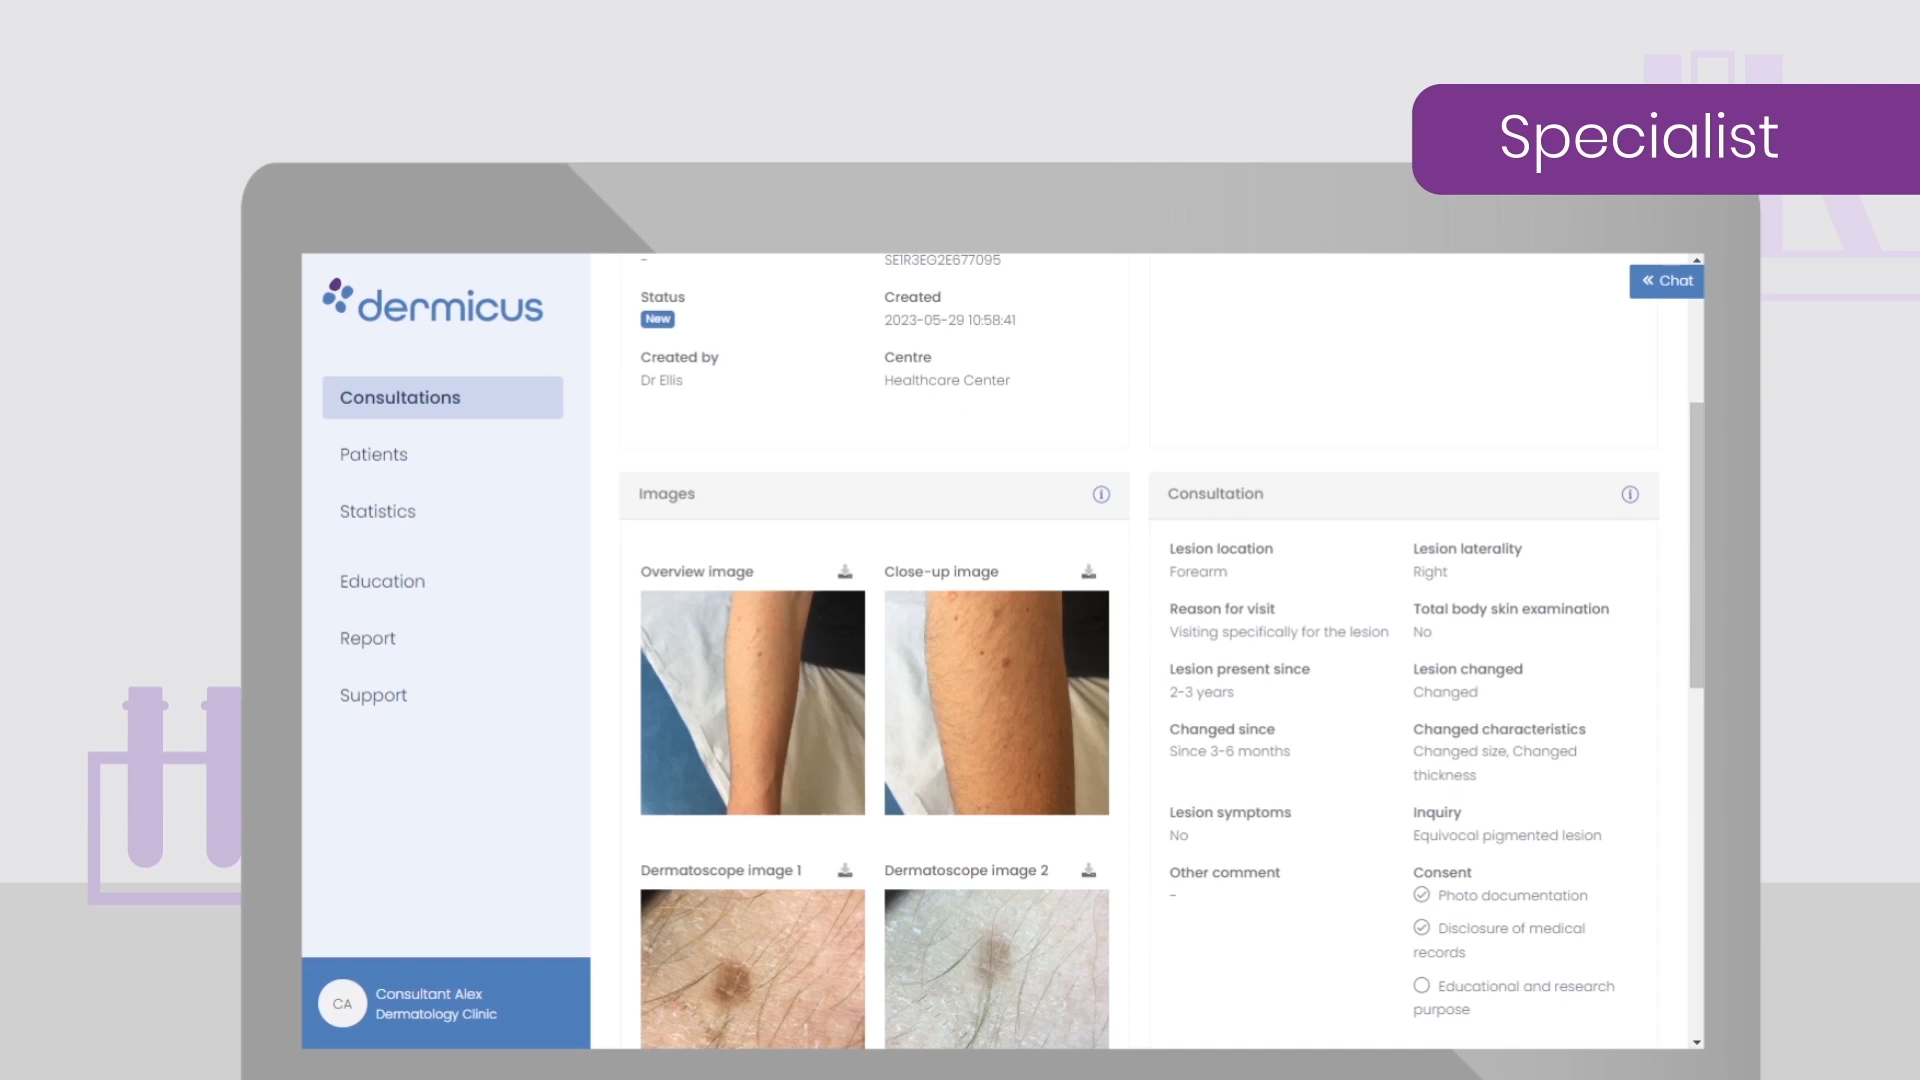 Specialist
dermicus
Consultations
Patients
Statistics
Education
Report
Support
CA
Consultant Alex
Dermatology Clinic
-
SE1R3EG2E677095
Status
New
Created
2023-05-29 10:58:41
Created by
Dr Ellis
Centre
Healthcare Center
« Chat
Images
Overview image
Close-up image
Dermatoscope image 1
Dermatoscope image 2
Consultation
Lesion location
Forearm
Lesion laterality
Right
Reason for visit
Visiting specifically for the lesion
Total body skin examination
No
Lesion present since
2-3 years
Lesion changed
Changed
Changed since
Since 3-6 months
Changed characteristics
Changed size, Changed
thickness
Lesion symptoms
No
Inquiry
Equivocal pigmented lesion
Other comment
-
Consent
Photo documentation
Disclosure of medical
records
Educational and research
purpose